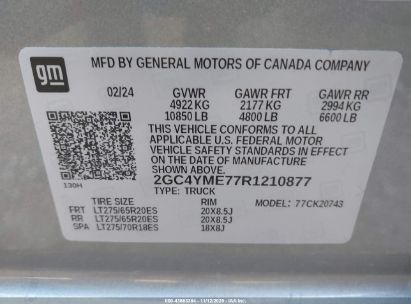 gm
MFD BY GENERAL MOTORS OF CANADA COMPANY
02/24 GVWR GAWR FRT GAWR RR
4922 KG 2177 KG 2994 KG
10850 LB 4800 LB 6600 LB
THIS VEHICLE CONFORMS TO ALL
APPLICABLE U.S. FEDERAL MOTOR
VEHICLE SAFETY STANDARDS IN EFFECT
ON THE DATE OF MANUFACTURE
SHOWN ABOVE.
2GC4YME77R1210877
130H TYPE: TRUCK MODEL: 77CK20743
TIRE SIZE RIM
FRT LT275/65R20ES 20X8.5J
RR LT275/65R20ES 20X8.5J
SPA LT275/70R18ES 18X8J